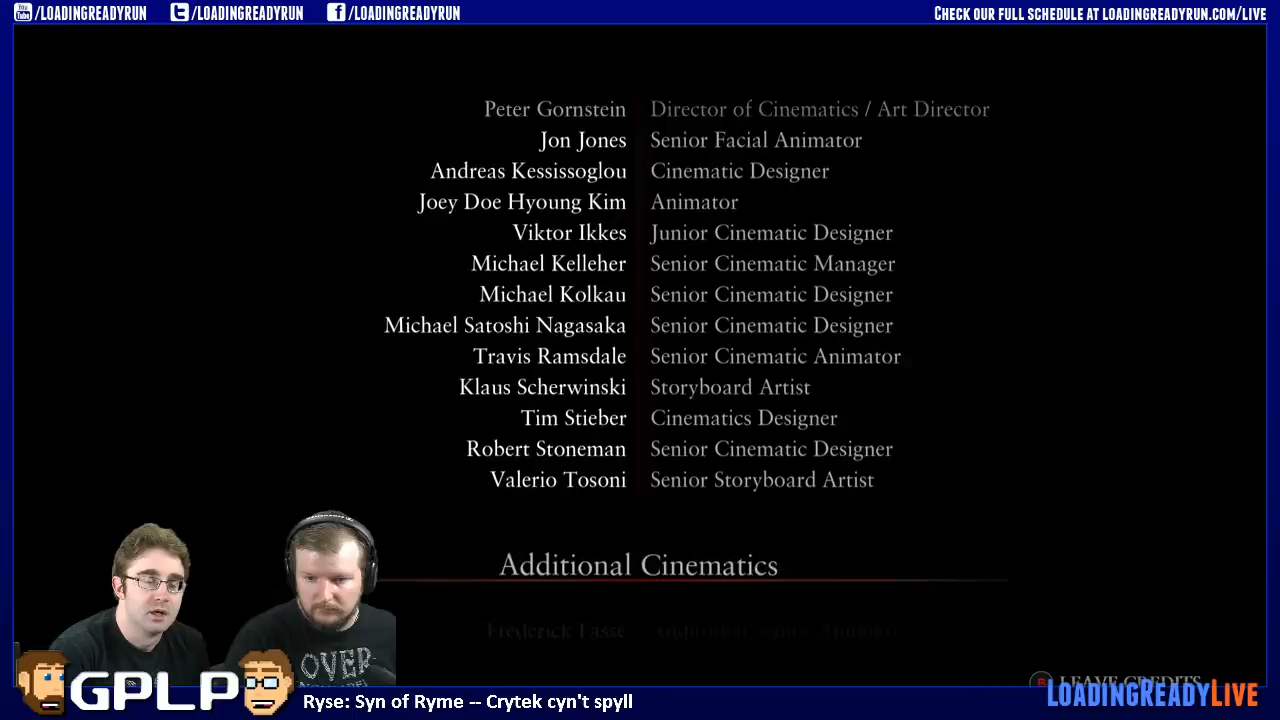 /LOADINGREADYRUN /LOADINGREADYRUN /LOADINGREADYRUN CHECK OUR FULL SCHEDULE AT LOADINGREADYRUN.COM/LIVE
Peter Gornstein Director of Cinematics / Art Director
Jon Jones Senior Facial Animator
Andreas Kessissoglou Cinematic Designer
Joey Doe Hyoung Kim Animator
Viktor Ikkes Junior Cinematic Designer
Michael Kelleher Senior Cinematic Manager
Michael Kolkau Senior Cinematic Designer
Michael Satoshi Nagasaka Senior Cinematic Designer
Travis Ramsdale Senior Cinematic Animator
Klaus Scherwinski Storyboard Artist
Tim Stieber Cinematics Designer
Robert Stoneman Senior Cinematic Designer
Valerio Tosoni Senior Storyboard Artist
Additional Cinematics
Frederick
OVER
B LEAVE CREDITS
GPLP Ryse: Syn of Ryme -- Crytek cyn't spyll LOADINGREADYLIVE